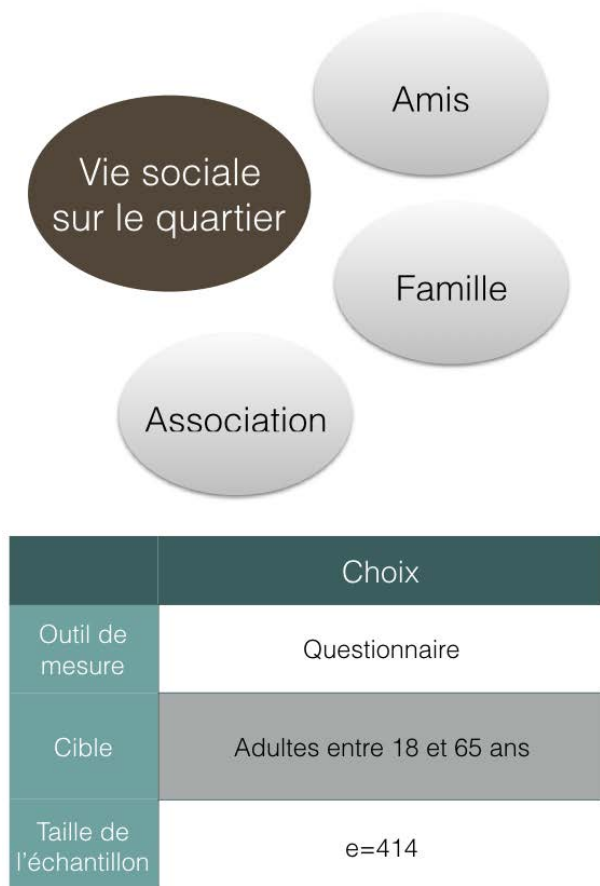 Amis
Vie sociale
sur le quartier
Famille
Association
Choix
Outil de
mesure
Questionnaire
Cible
Adultes entre 18 et 65 ans
Taille de
l'échantillon
e=414